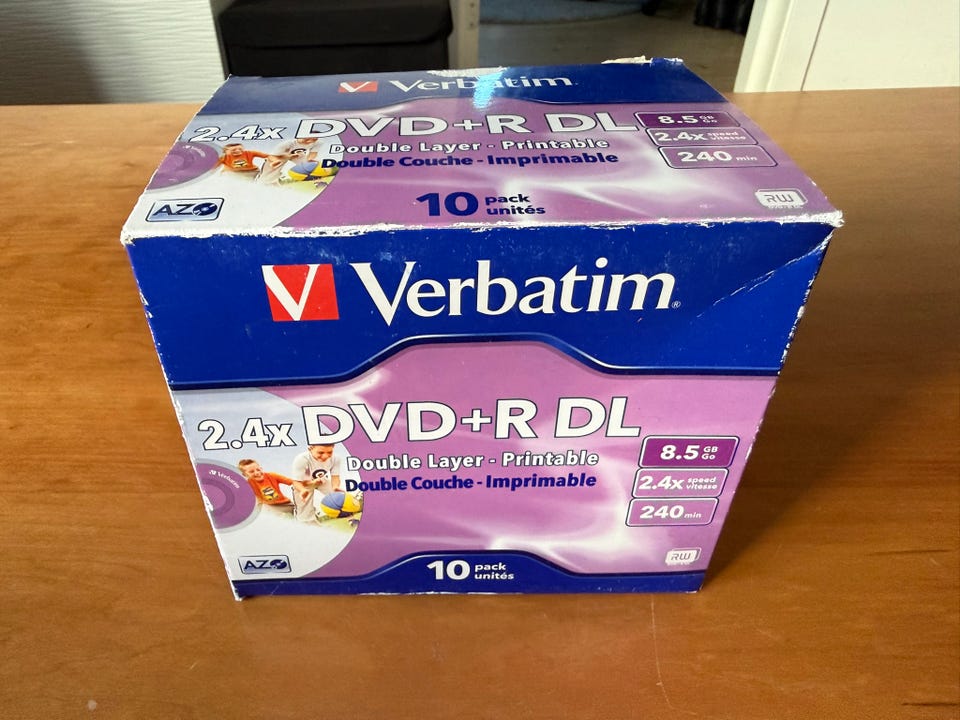 Verbatim
2.4x DVD+R DL
Double Layer - Printable
Double Couche - Imprimable
8.5 GB Go
2.4x speed vitesse
240 min
AZO
10 pack unités
RW
V Verbatim®
2.4x DVD+R DL
Double Layer - Printable
Double Couche - Imprimable
8.5 GB Go
2.4x speed vitesse
240 min
Verbatim
AZO
10 pack unités
RW